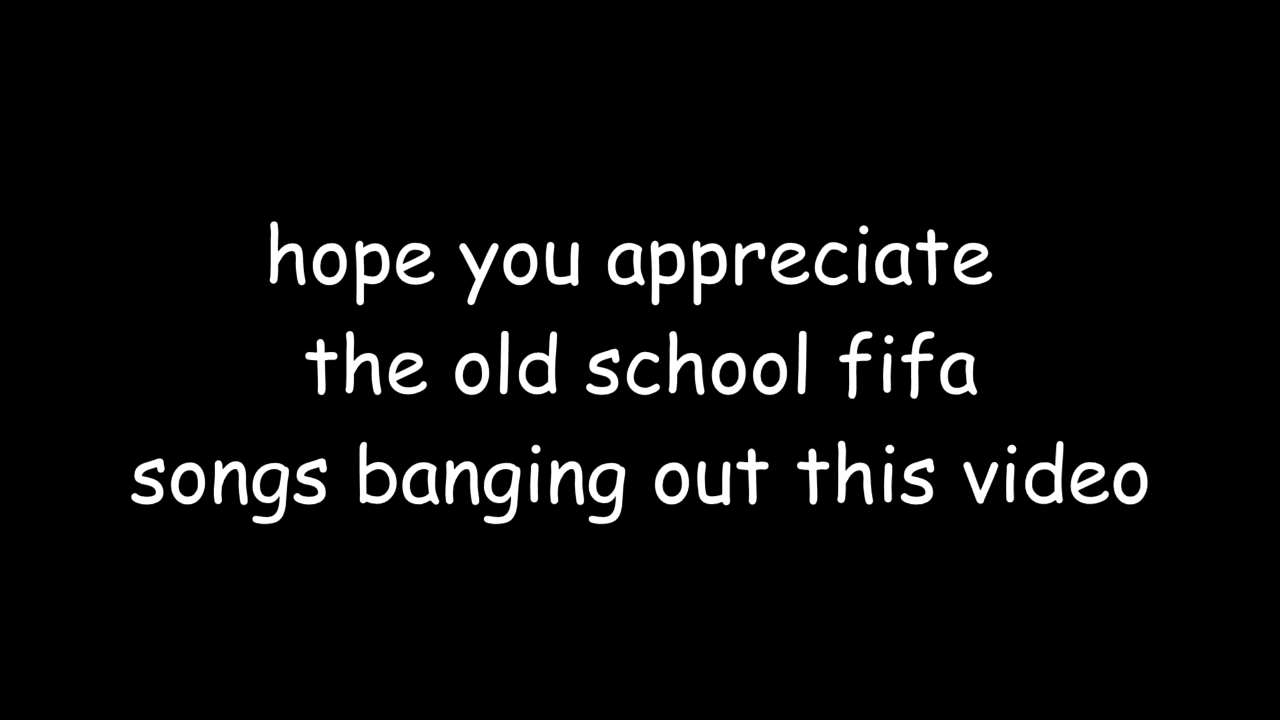 hope you appreciate
the old school fifa
songs banging out this video